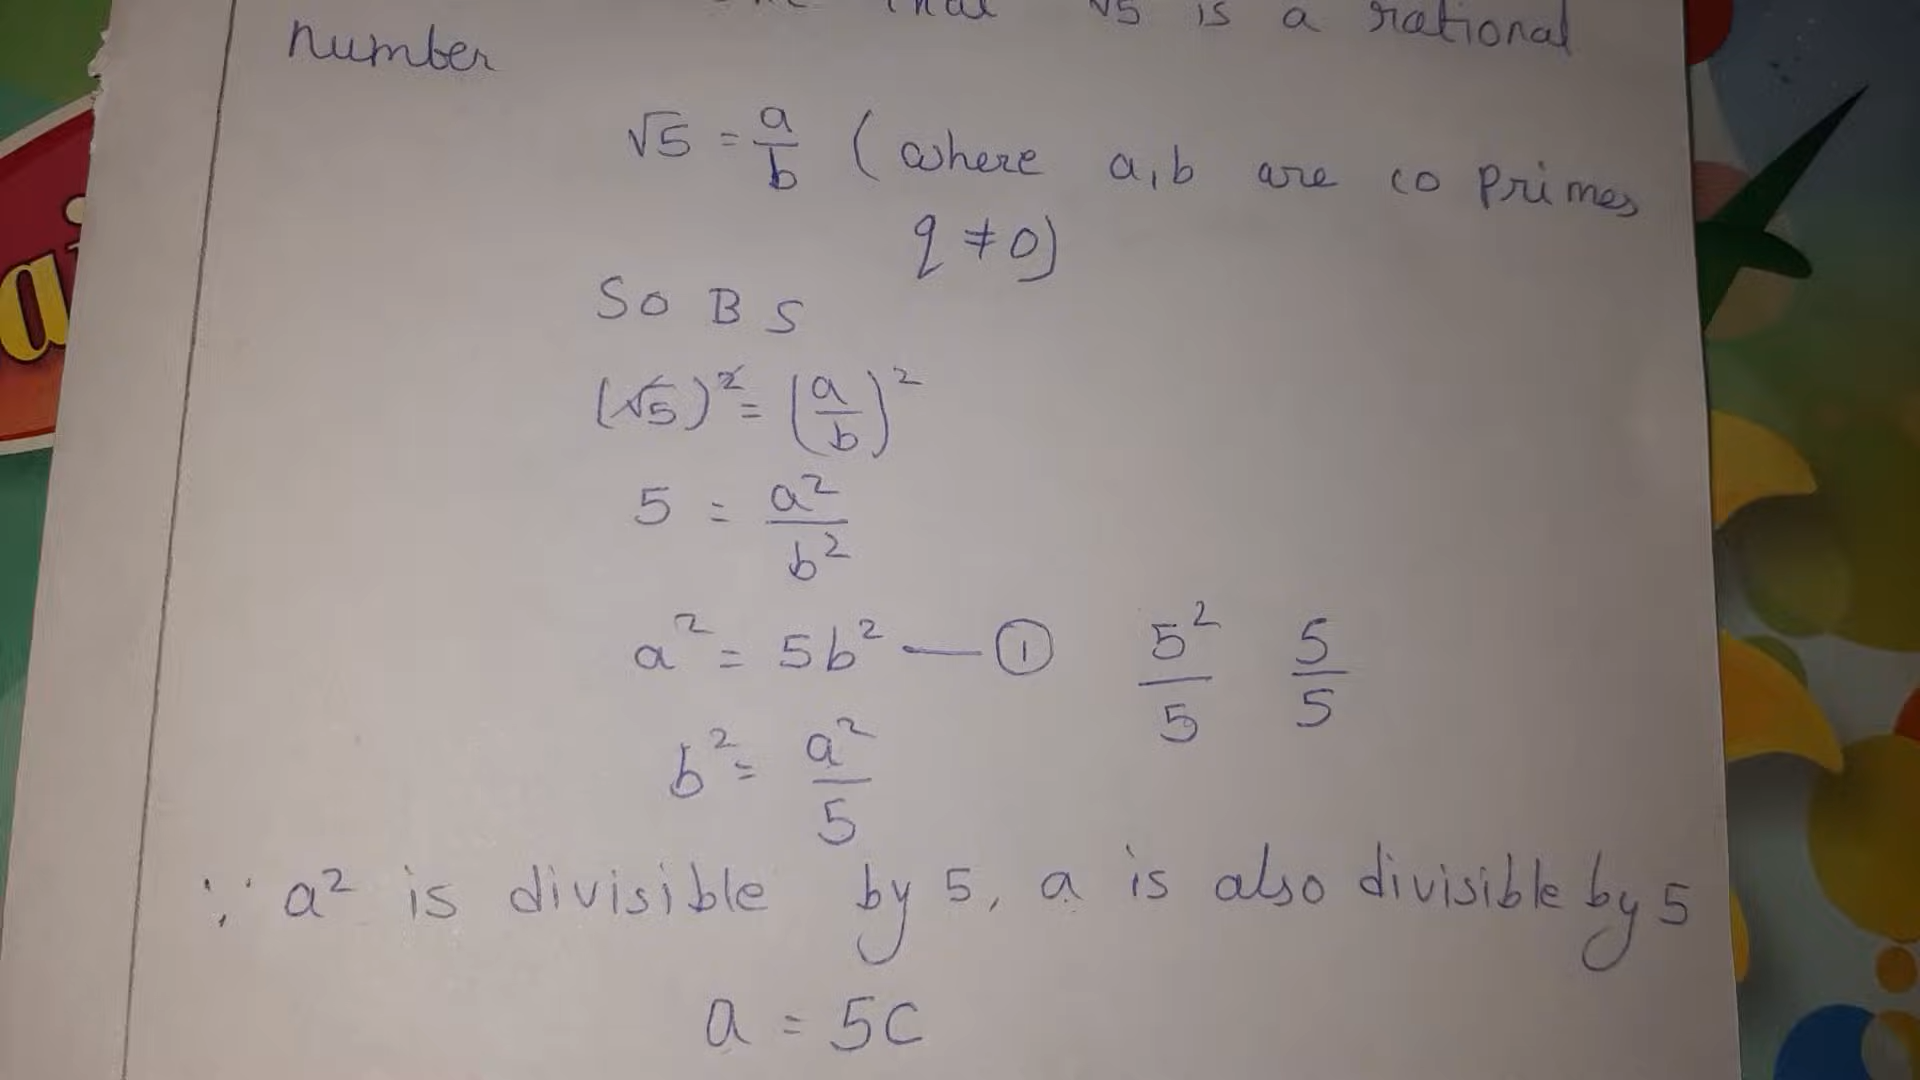 that √5 is a rational
number
√5 = a/b (where a, b are co primes
q ≠ 0)
S O B S
(√5)² = (a/b)²
5 = a²/b²
a² = 5b² — ① 5²/5 5/5
b² = a²/5
∵ a² is divisible by 5, a is also divisible by 5
a = 5c